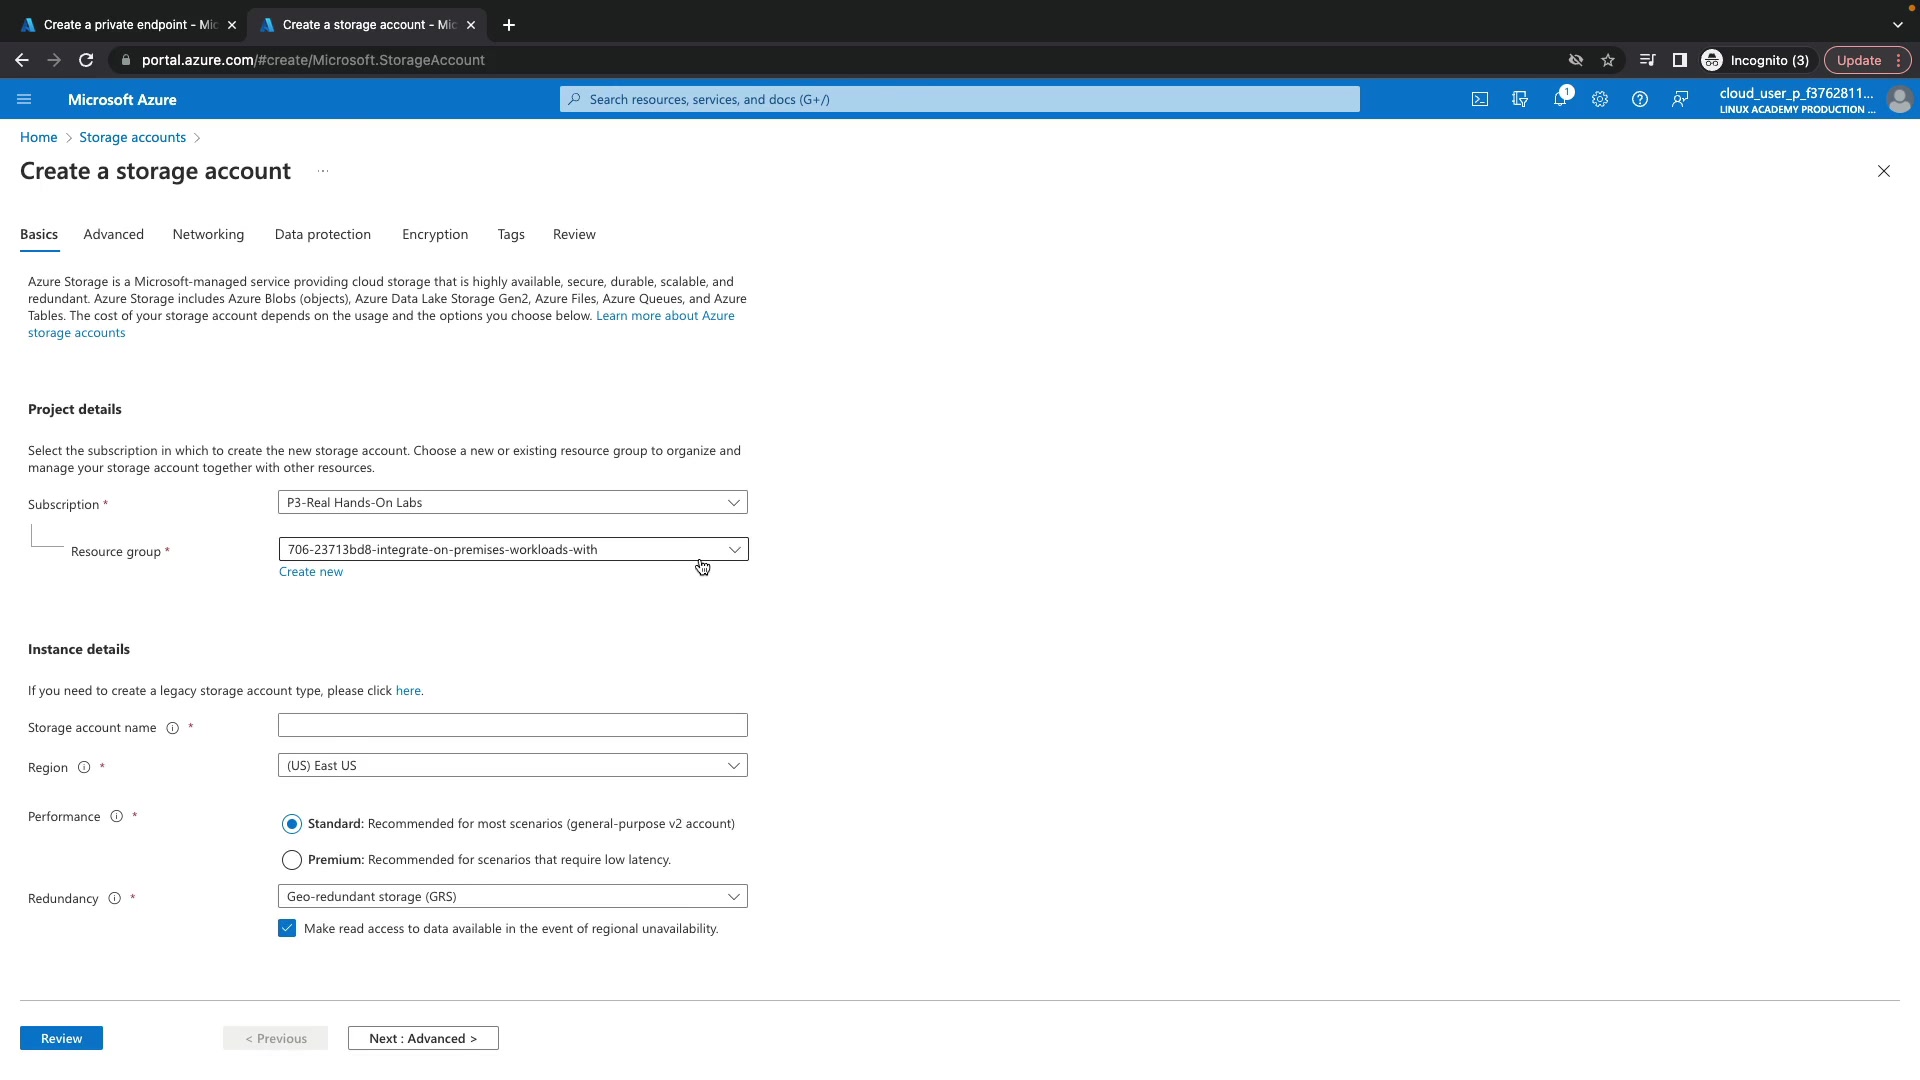 Create a private endpoint - Mic
Create a storage account - Mic
portal.azure.com/#create/Microsoft.StorageAccount
Incognito (3)
Update
Microsoft Azure
Search resources, services, and docs (G+/)
1
cloud_user_p_f3762811...
LINUX ACADEMY PRODUCTION ...
Home > Storage accounts >
Create a storage account ...
Basics Advanced Networking Data protection Encryption Tags Review
Azure Storage is a Microsoft-managed service providing cloud storage that is highly available, secure, durable, scalable, and
redundant. Azure Storage includes Azure Blobs (objects), Azure Data Lake Storage Gen2, Azure Files, Azure Queues, and Azure
Tables. The cost of your storage account depends on the usage and the options you choose below. Learn more about Azure
storage accounts
Project details
Select the subscription in which to create the new storage account. Choose a new or existing resource group to organize and
manage your storage account together with other resources.
Subscription *
P3-Real Hands-On Labs
Resource group *
706-23713bd8-integrate-on-premises-workloads-with
Create new
Instance details
If you need to create a legacy storage account type, please click here.
Storage account name *
Region *
(US) East US
Performance *
Standard: Recommended for most scenarios (general-purpose v2 account)
Premium: Recommended for scenarios that require low latency.
Redundancy *
Geo-redundant storage (GRS)
Make read access to data available in the event of regional unavailability.
Review
< Previous
Next : Advanced >